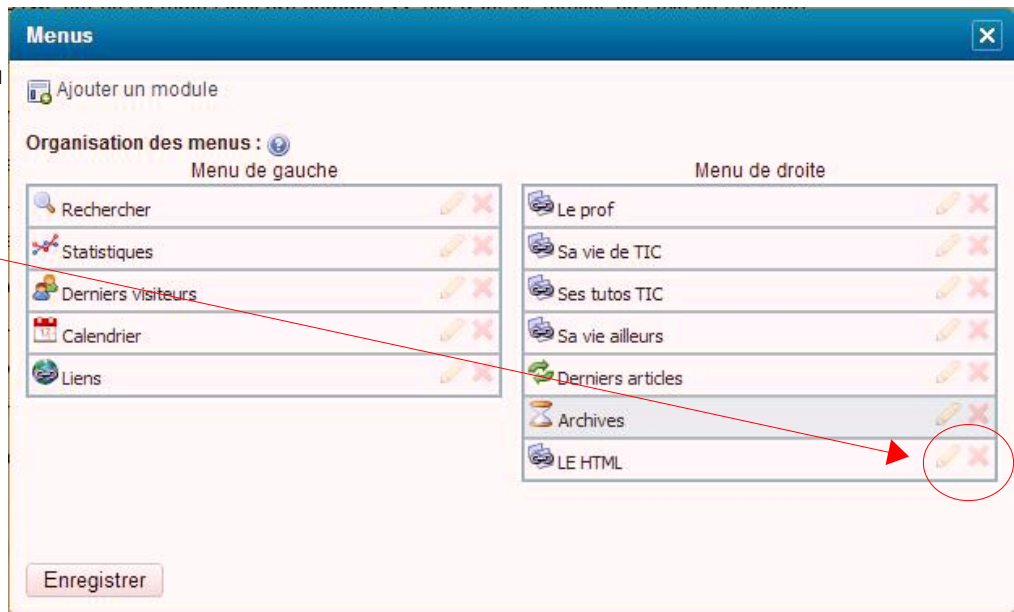 Menus
Ajouter un module
Organisation des menus :
Menu de gauche
Rechercher
Statistiques
Derniers visiteurs
Calendrier
Liens
Menu de droite
Le prof
Sa vie de TIC
Ses tutos TIC
Sa vie ailleurs
Derniers articles
Archives
LE HTML
Enregistrer